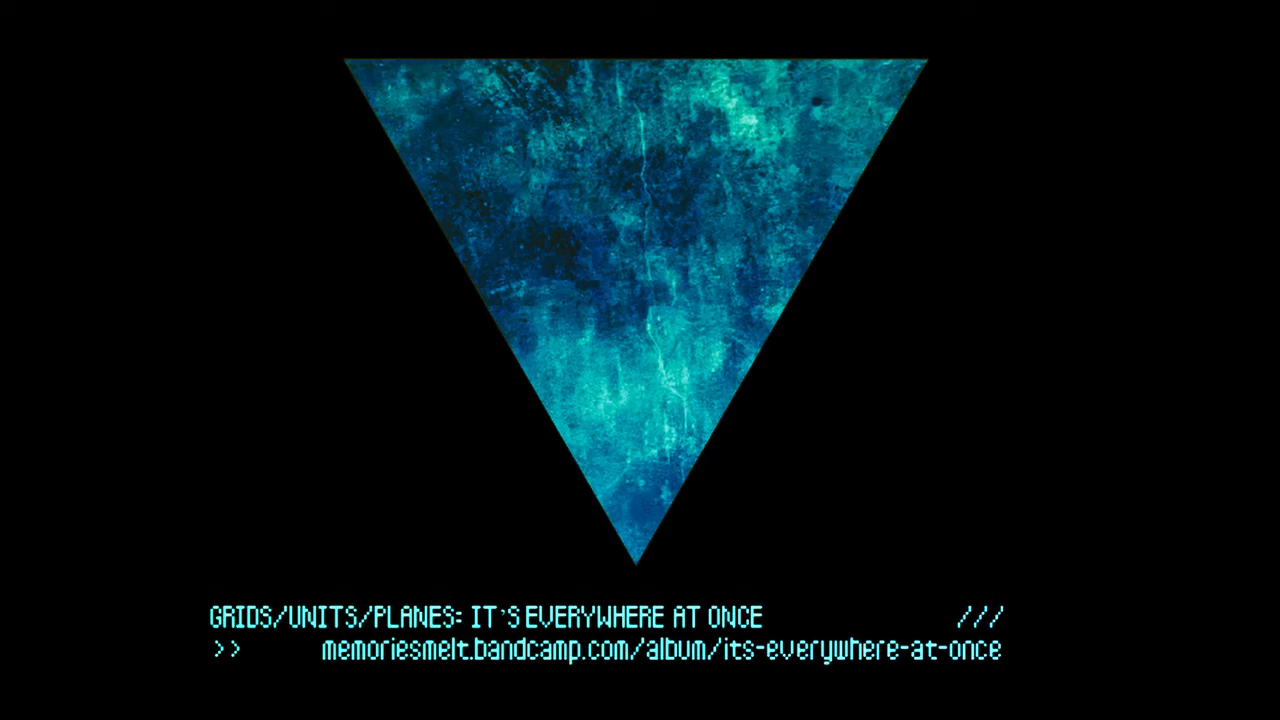 GRIDS/UNITS/PLANES: IT'S EVERYWHERE AT ONCE ///
>> memoriesmelt.bandcamp.com/album/its-everywhere-at-once